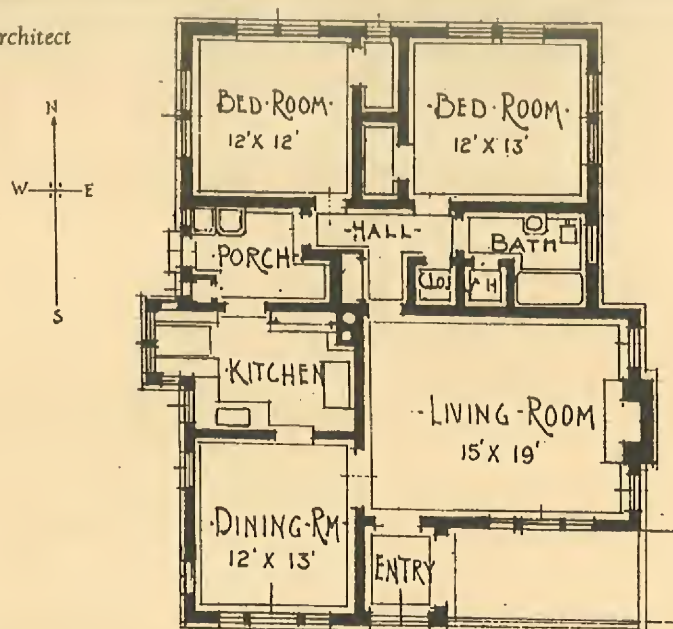 rchitect
N
W E
S
BED ROOM
12' X 12'
BED ROOM
12' X 13'
PORCH
HALL
BATH
LO
H
KITCHEN
LIVING-ROOM
15' X 19'
DINING-RM
12' X 13'
ENTRY